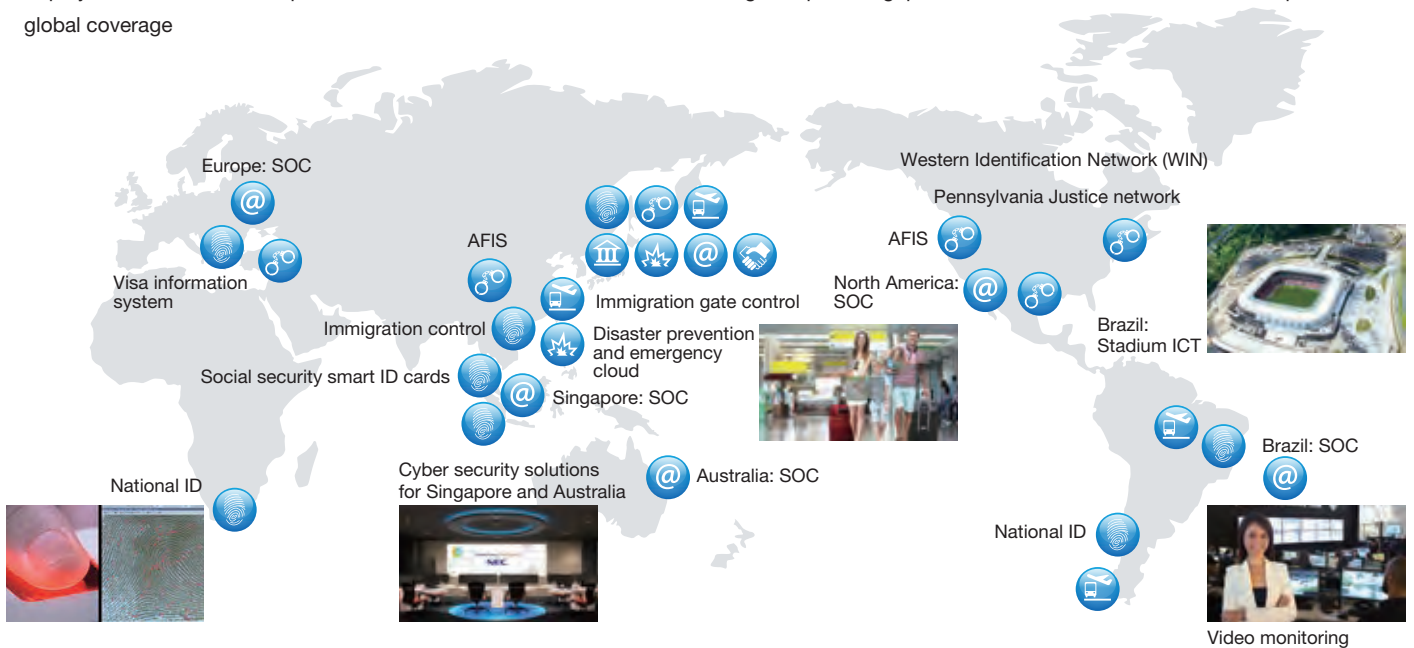 global coverage
Western Identification Network (WIN)
Europe: SOC
Pennsylvania Justice network
AFIS
AFIS
Visa information
system
North America:
SOC
Immigration gate control
Immigration control
Disaster prevention
and emergency
cloud
Brazil:
Stadium ICT
Social security smart ID cards
Singapore: SOC
Brazil: SOC
Cyber security solutions
for Singapore and Australia
Australia: SOC
National ID
NEC
National ID
Video monitoring